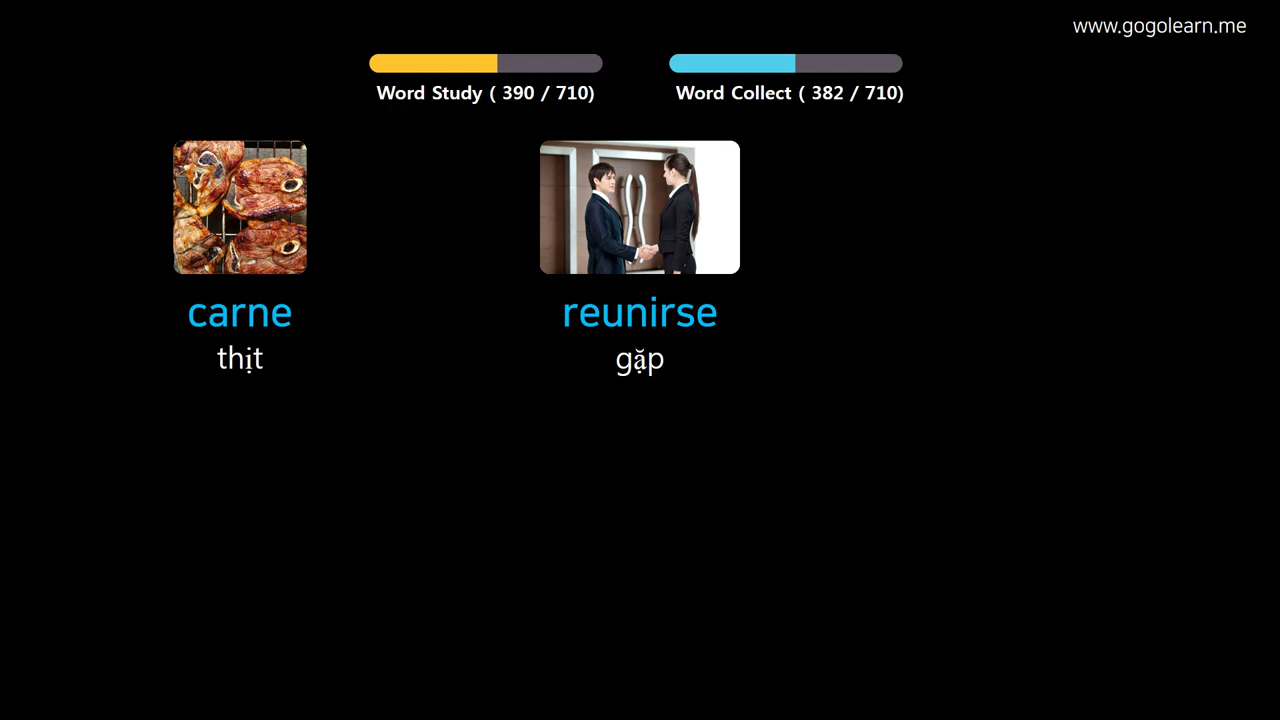 www.gogolearn.me
Word Study ( 390 / 710)
Word Collect ( 382 / 710)
carne
thịt
reunirse
gặp